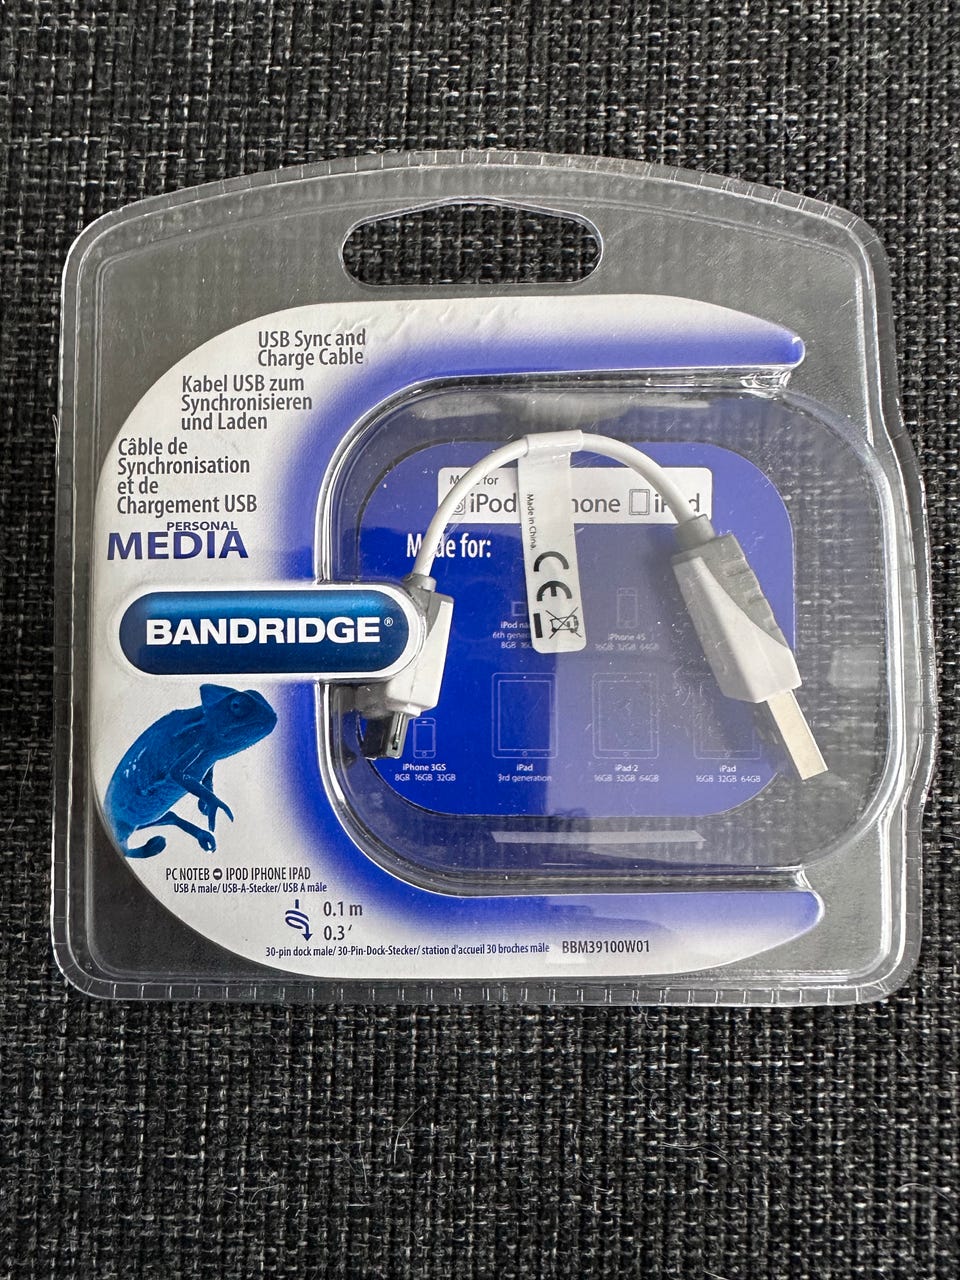 USB Sync and
Charge Cable
Kabel USB zum
Synchronisieren
und Laden
Câble de
Synchronisation
et de
Chargement USB
PERSONAL
MEDIA
BANDRIDGE®
Made in China.
CE
for
iPod iPad
Made for:
iPod
6th
8GB
iPhone 4S
16GB 32GB 64GB
iPhone 3GS
8GB 16GB 32GB
iPad
3rd generation
iPad 2
16GB 32GB 64GB
iPad
16GB 32GB 64GB
PC NOTEB IPOD IPHONE IPAD
USB A male/ USB-A-Stecker/ USB A mâle
0.1 m
0.3′
30-pin dock male/ 30-Pin-Dock-Stecker/ station d'accueil 30 broches mâle BBM39100W01